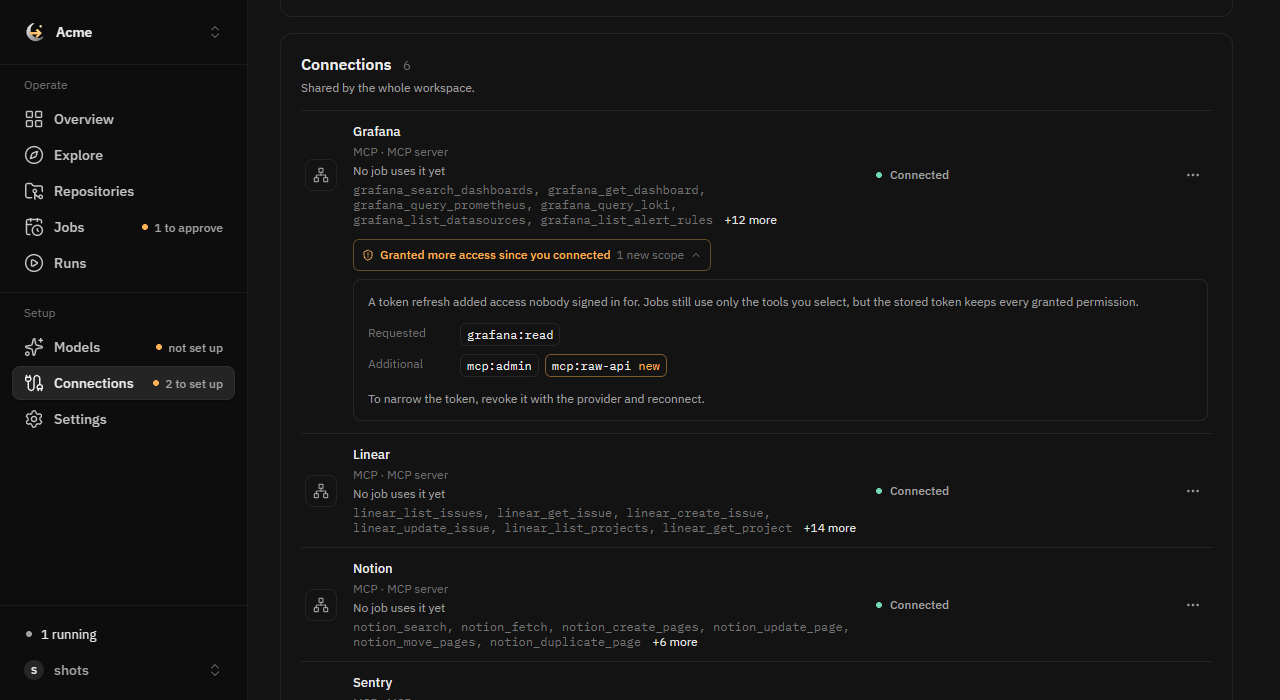 Acme
Operate
Overview
Explore
Repositories
Jobs
1 to approve
Runs
Setup
Models
not set up
Connections
2 to set up
Settings
1 running
S
shots
Connections 6
Shared by the whole workspace.
Grafana
MCP · MCP server
No job uses it yet
grafana_search_dashboards, grafana_get_dashboard,
grafana_query_prometheus, grafana_query_loki,
grafana_list_datasources, grafana_list_alert_rules +12 more
Connected
Granted more access since you connected 1 new scope
A token refresh added access nobody signed in for. Jobs still use only the tools you select, but the stored token keeps every granted permission.
Requested grafana:read
Additional mcp:admin mcp:raw-api new
To narrow the token, revoke it with the provider and reconnect.
Linear
MCP · MCP server
No job uses it yet
linear_list_issues, linear_get_issue, linear_create_issue,
linear_update_issue, linear_list_projects, linear_get_project +14 more
Connected
Notion
MCP · MCP server
No job uses it yet
notion_search, notion_fetch, notion_create_pages, notion_update_page,
notion_move_pages, notion_duplicate_page +6 more
Connected
Sentry